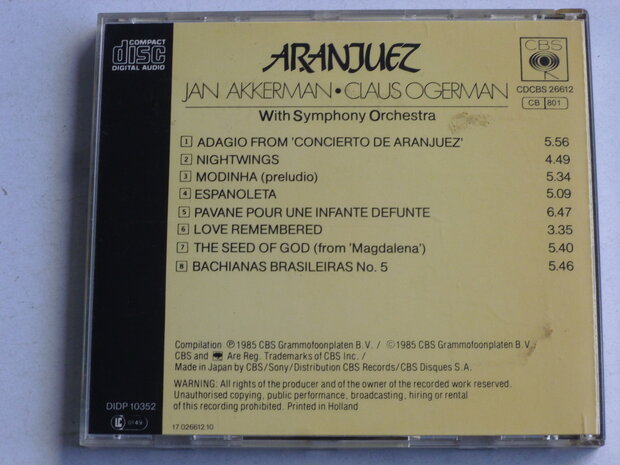 COMPACT
disc
DIGITAL AUDIO
ARANJUEZ
CBS
JAN AKKERMAN • CLAUS OGERMAN
CDCBS 26612
CB 801
With Symphony Orchestra
1 ADAGIO FROM 'CONCIERTO DE ARANJUEZ' 5.56
2 NIGHTWINGS 4.49
3 MODINHA (preludio) 5.34
4 ESPANOLETA 5.09
5 PAVANE POUR UNE INFANTE DEFUNTE 6.47
6 LOVE REMEMBERED 3.35
7 THE SEED OF GOD (from 'Magdalena') 5.40
8 BACHIANAS BRASILEIRAS No. 5 5.46
Compilation ℗ 1985 CBS Grammofoonplaten B.V. / © 1985 CBS Grammofoonplaten B.V. /
CBS and Are Reg. Trademarks of CBS Inc. /
Made in Japan by CBS/Sony/Distribution CBS Records/CBS Disques S.A.
WARNING: All rights of the producer and of the owner of the recorded work reserved.
Unauthorised copying, public performance, broadcasting, hiring or rental
of this recording prohibited. Printed in Holland
DIDP 10352
LC 0149
17.026612.10